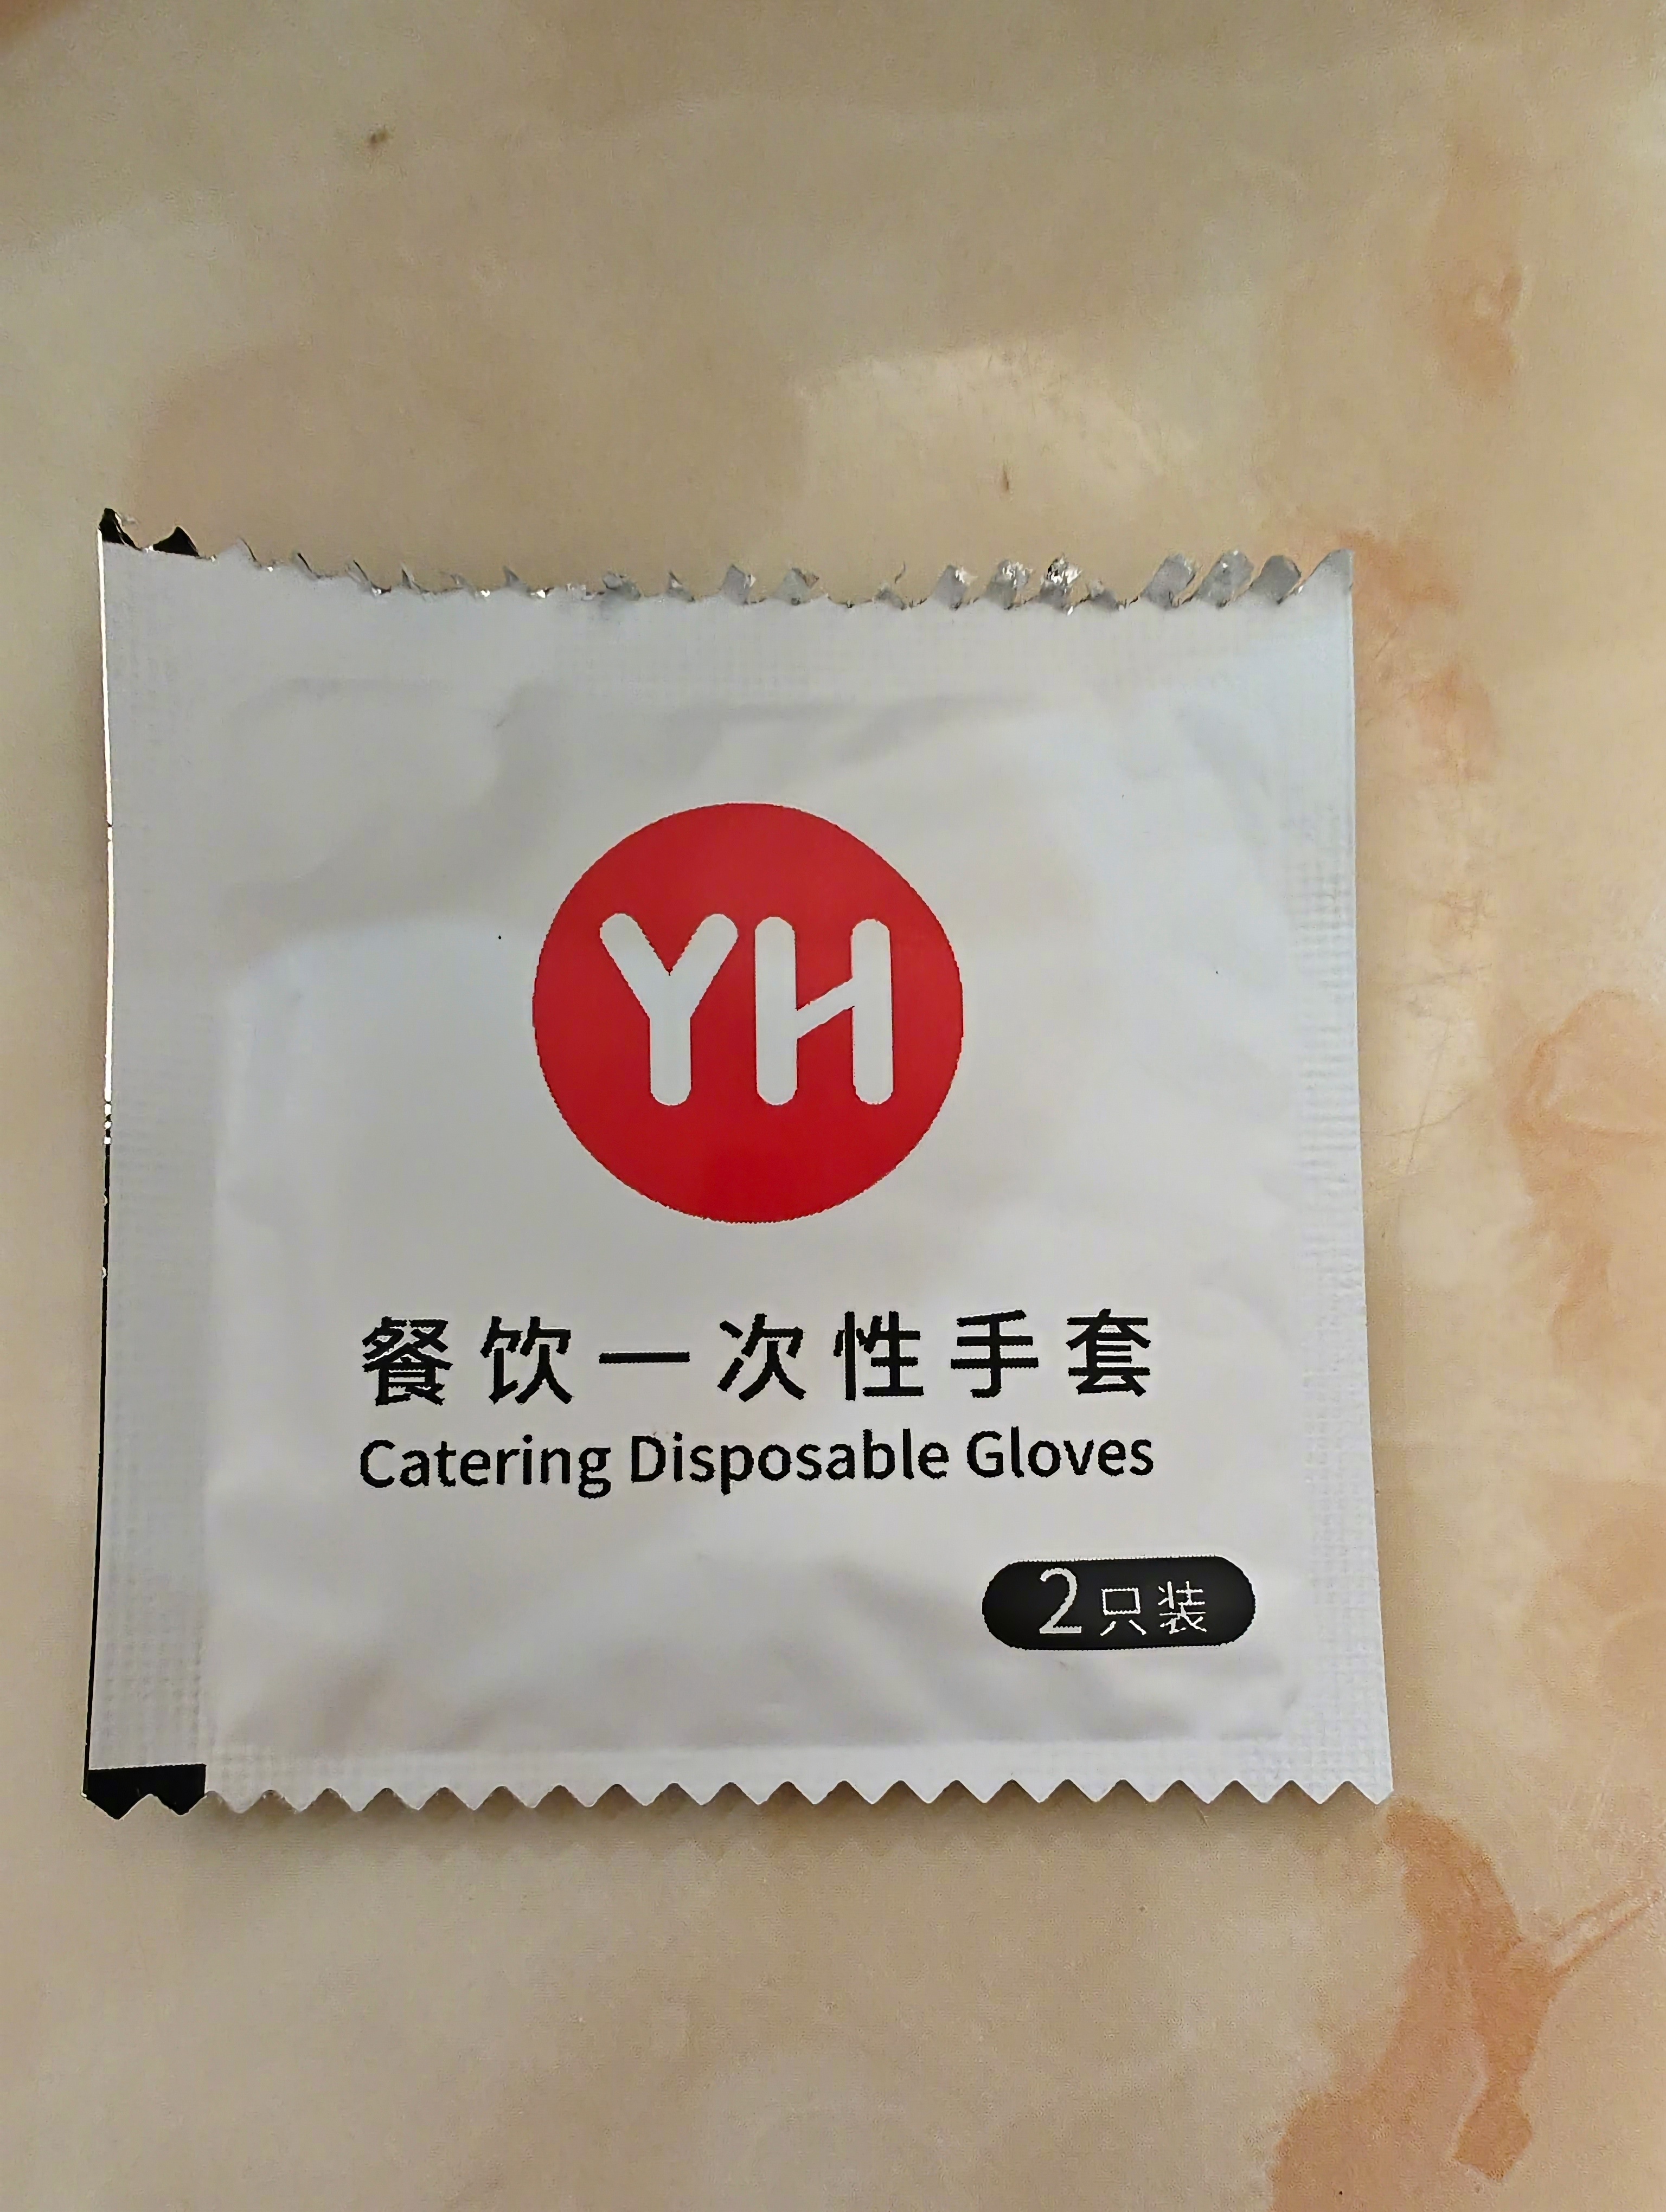 YH
餐饮一次性手套
Catering Disposable Gloves
2只装